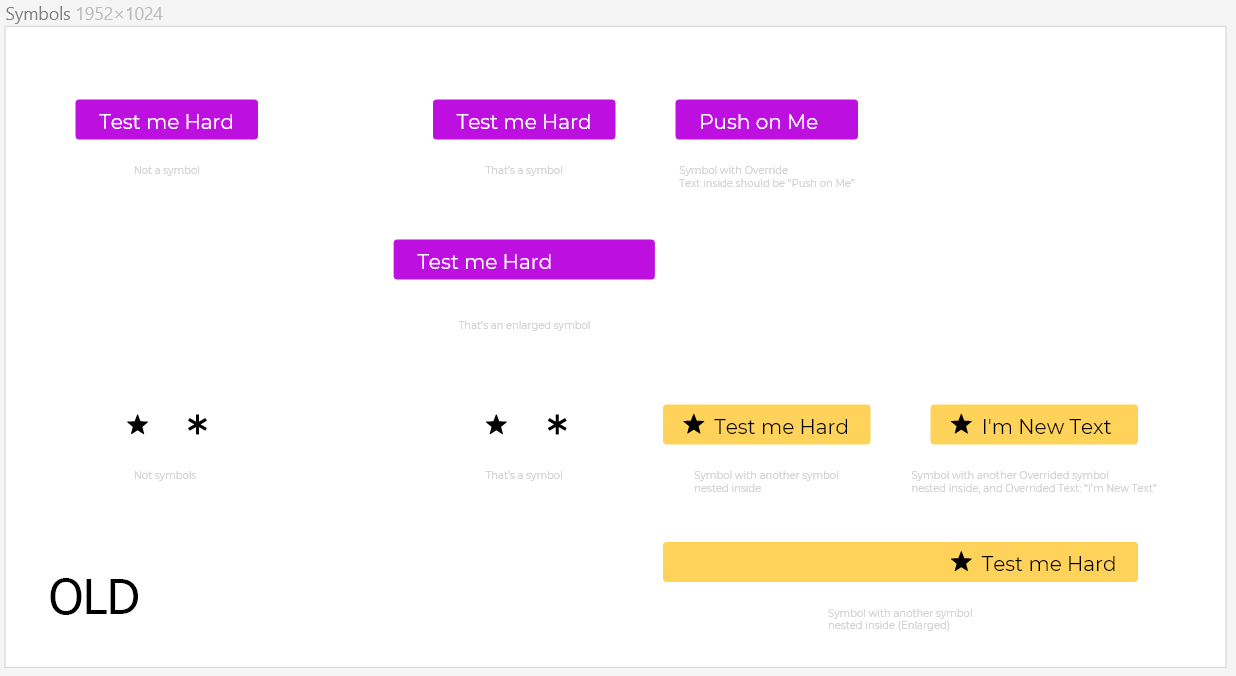 Symbols 1952×1024
Test me Hard
Test me Hard
Push on Me
Not a symbol
That's a symbol
Symbol with Override
Text inside should be "Push on Me"
Test me Hard
That's an enlarged symbol
Test me Hard
I'm New Text
Not symbols
That's a symbol
Symbol with another symbol
nested inside
Symbol with another Overrided symbol
nested inside, and Overrided Text: "I'm New Text"
Test me Hard
OLD
Symbol with another symbol
nested inside (Enlarged)